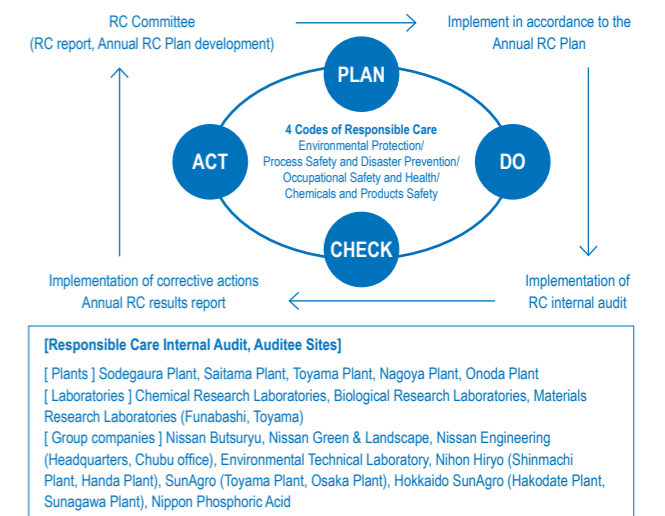 RC Committee
(RC report, Annual RC Plan development)
Implement in accordance to the
Annual RC Plan
PLAN
4 Codes of Responsible Care
Environmental Protection/
Process Safety and Disaster Prevention/
Occupational Safety and Health/
Chemicals and Products Safety
ACT
DO
CHECK
Implementation of corrective actions
Annual RC results report
Implementation of
RC internal audit
[Responsible Care Internal Audit, Auditee Sites]
[ Plants ] Sodegaura Plant, Saitama Plant, Toyama Plant, Nagoya Plant, Onoda Plant
[ Laboratories ] Chemical Research Laboratories, Biological Research Laboratories, Materials
Research Laboratories (Funabashi, Toyama)
[ Group companies ] Nissan Butsuryu, Nissan Green & Landscape, Nissan Engineering
(Headquarters, Chubu office), Environmental Technical Laboratory, Nihon Hiryo (Shinmachi
Plant, Handa Plant), SunAgro (Toyama Plant, Osaka Plant), Hokkaido SunAgro (Hakodate Plant,
Sunagawa Plant), Nippon Phosphoric Acid